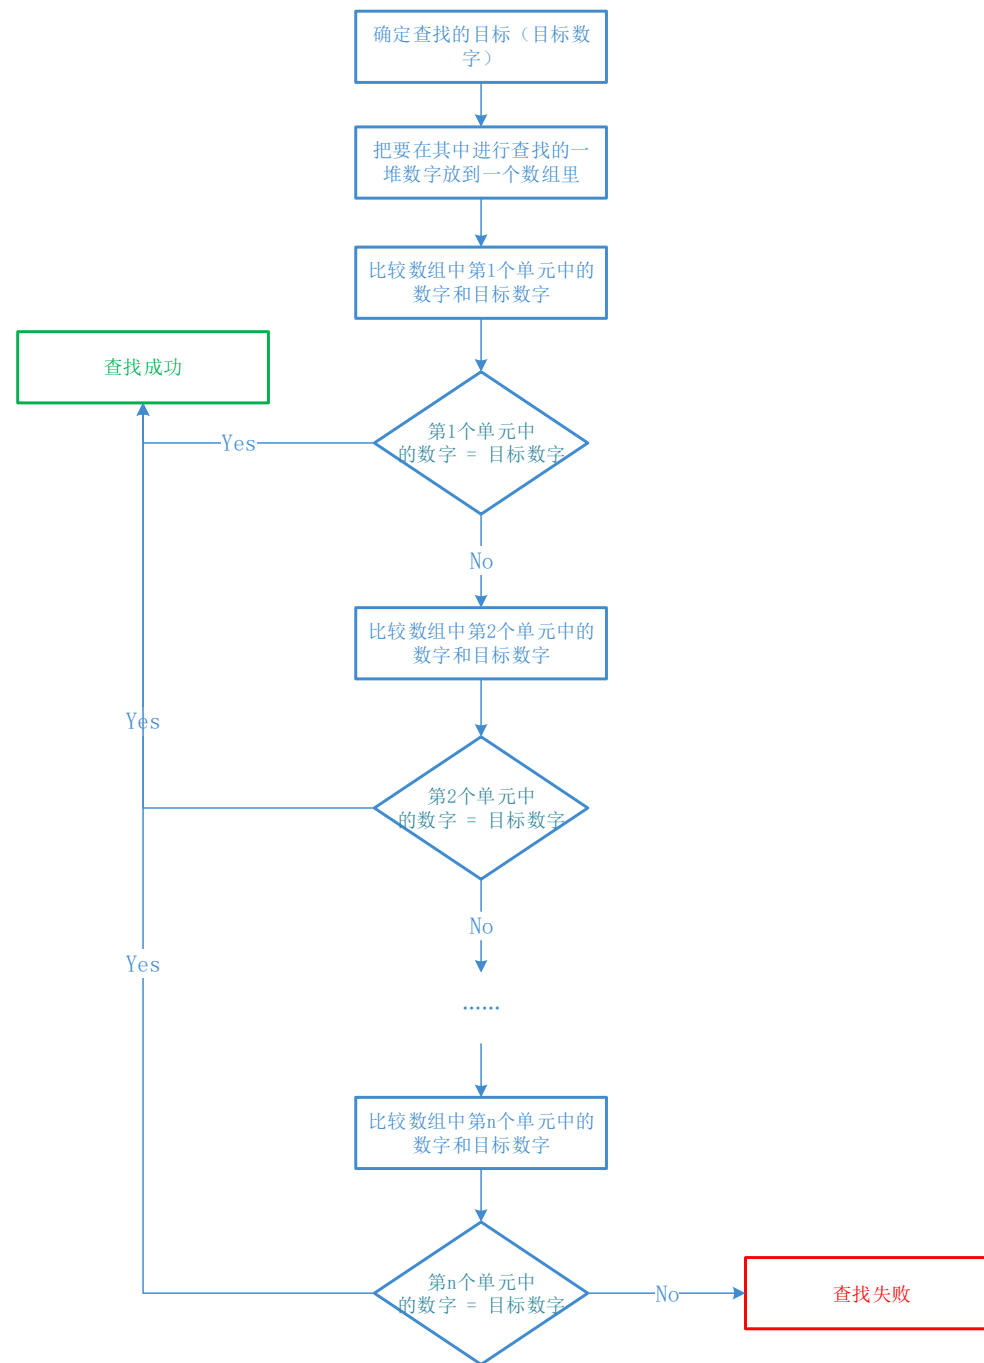 确定查找的目标（目标数
字）
把要在其中进行查找的一
堆数字放到一个数组里
比较数组中第1个单元中的
数字和目标数字
查找成功
第1个单元中
的数字 = 目标数字
Yes
No
比较数组中第2个单元中的
数字和目标数字
Yes
第2个单元中
的数字 = 目标数字
No
Yes
······
比较数组中第n个单元中的
数字和目标数字
第n个单元中
的数字 = 目标数字
No
查找失败